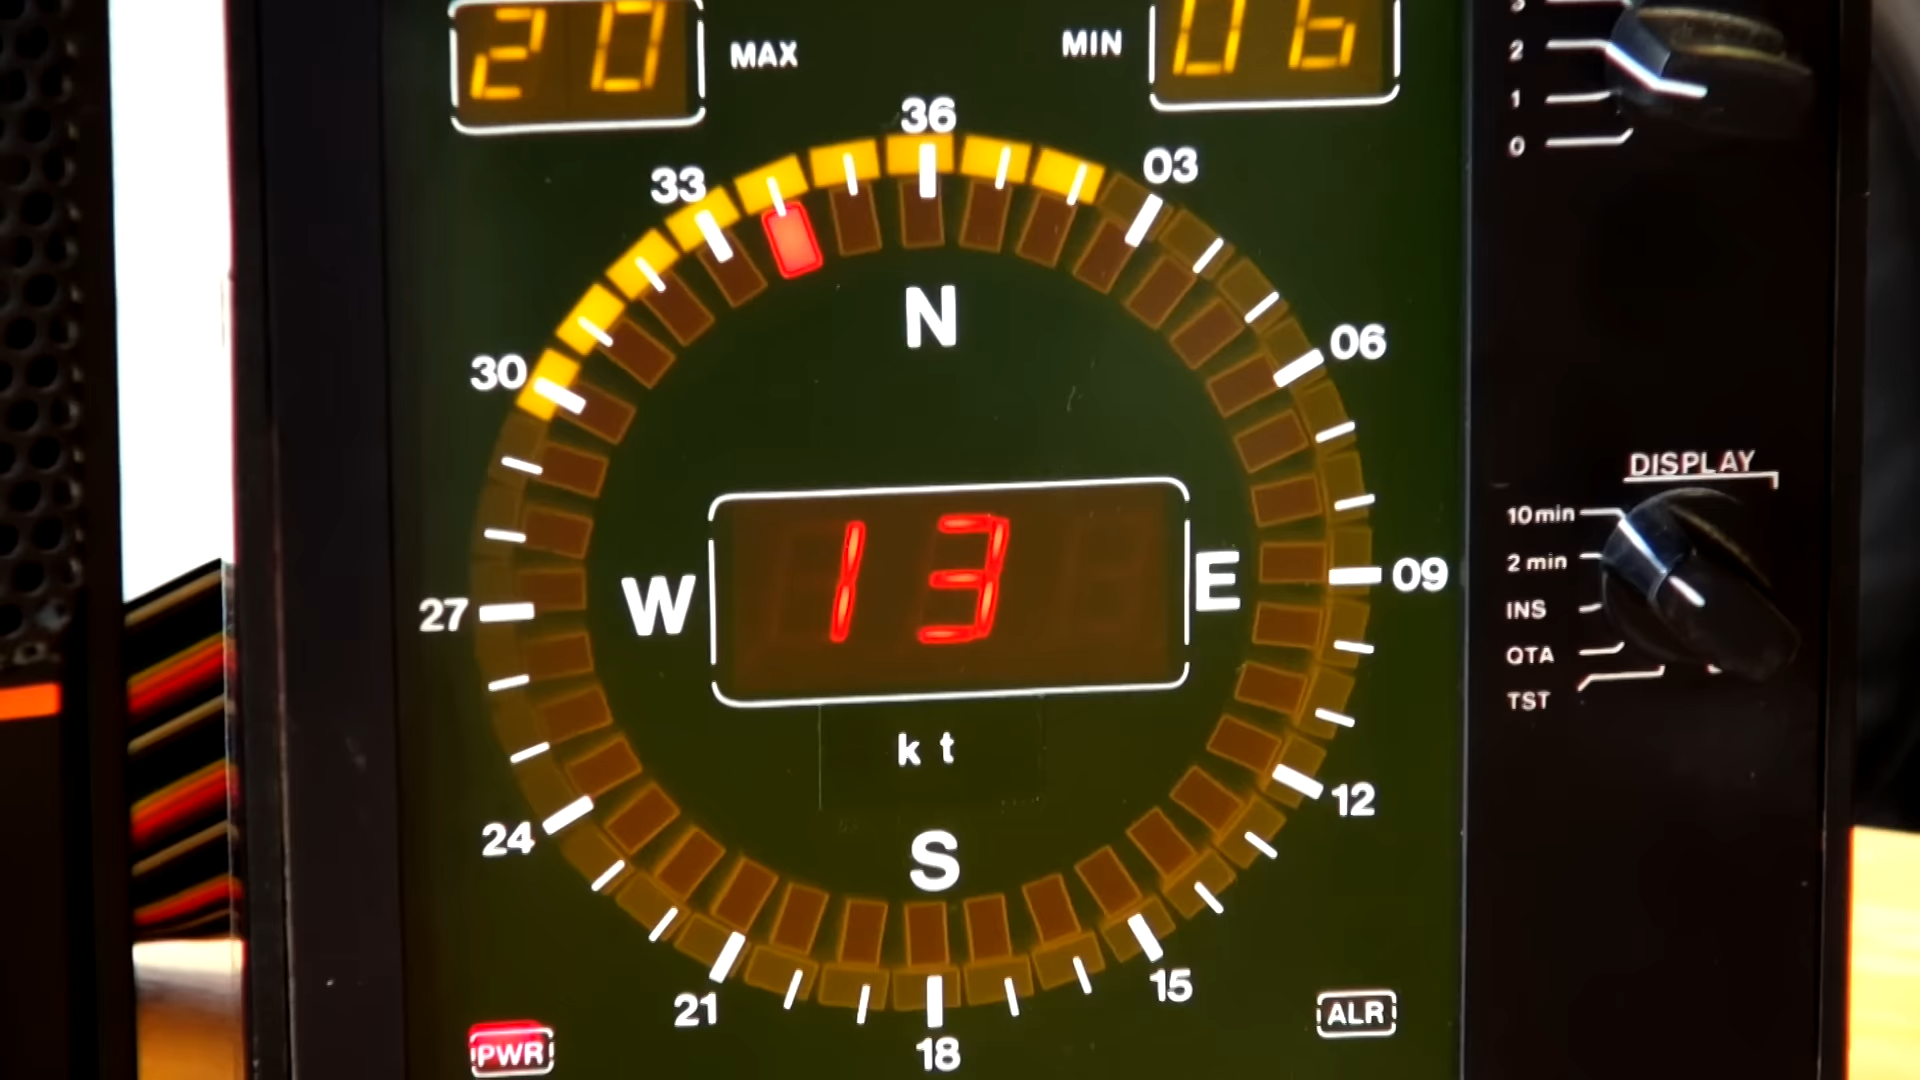 20 MAX MIN 06
3
2
1
0
36
33 03
30 06
N
DISPLAY
10 min
2 min
INS
QTA
TST
W 13 E
27 09
kt
24 12
S
21 15
18
PWR
ALR